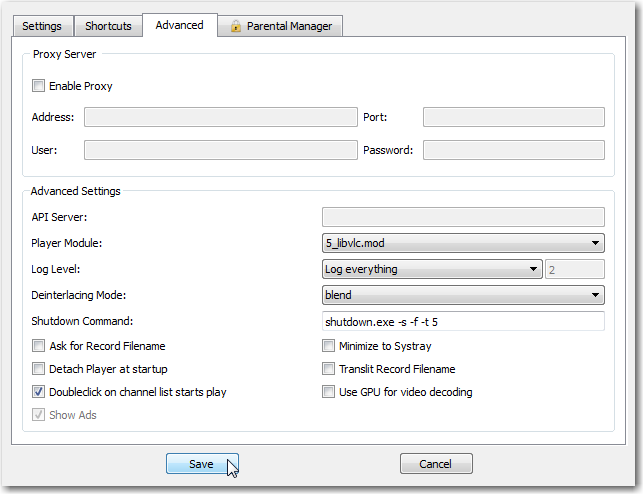 Settings Shortcuts Advanced Parental Manager
Proxy Server
Enable Proxy
Address: Port:
User: Password:
Advanced Settings
API Server:
Player Module: 5_libvlc.mod
Log Level: Log everything 2
Deinterlacing Mode: blend
Shutdown Command: shutdown.exe -s -f -t 5
Ask for Record Filename Minimize to Systray
Detach Player at startup Translit Record Filename
Doubleclick on channel list starts play Use GPU for video decoding
Show Ads
Save Cancel